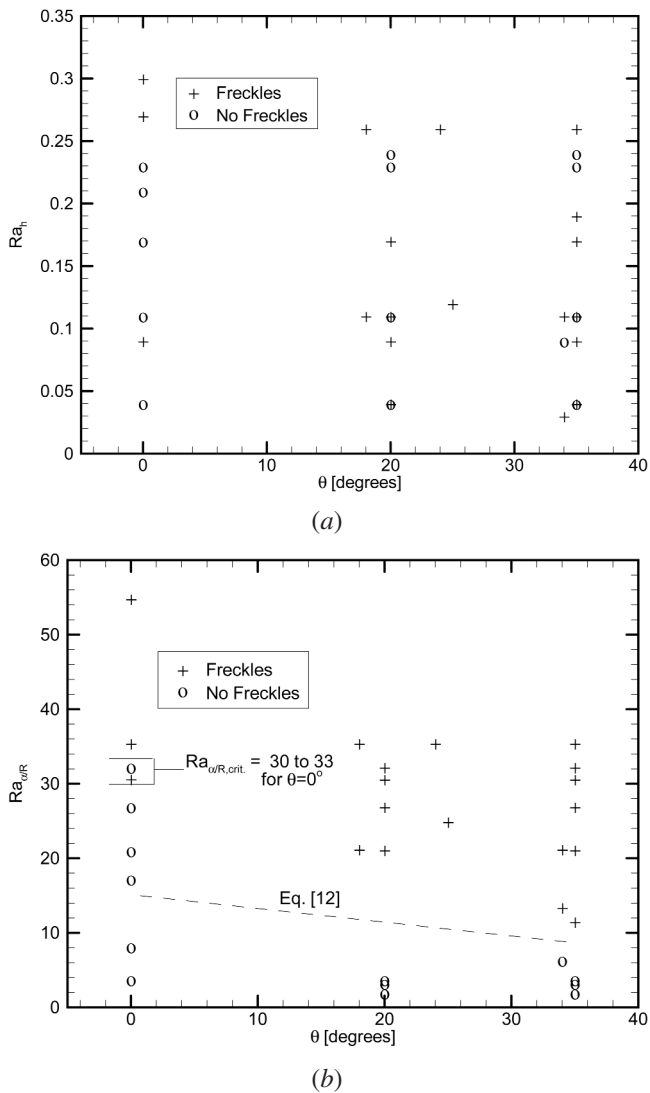 0.35
0.3
0.25
0.2
0.15
0.1
0.05
0
Ra_h
+ Freckles
o No Freckles
0 10 20 30 40
θ [degrees]
(a)
60
50
40
30
20
10
0
Ra_α/R
+ Freckles
o No Freckles
Ra_α/R,crit. = 30 to 33
for θ=0°
Eq. [12]
0 10 20 30 40
θ [degrees]
(b)